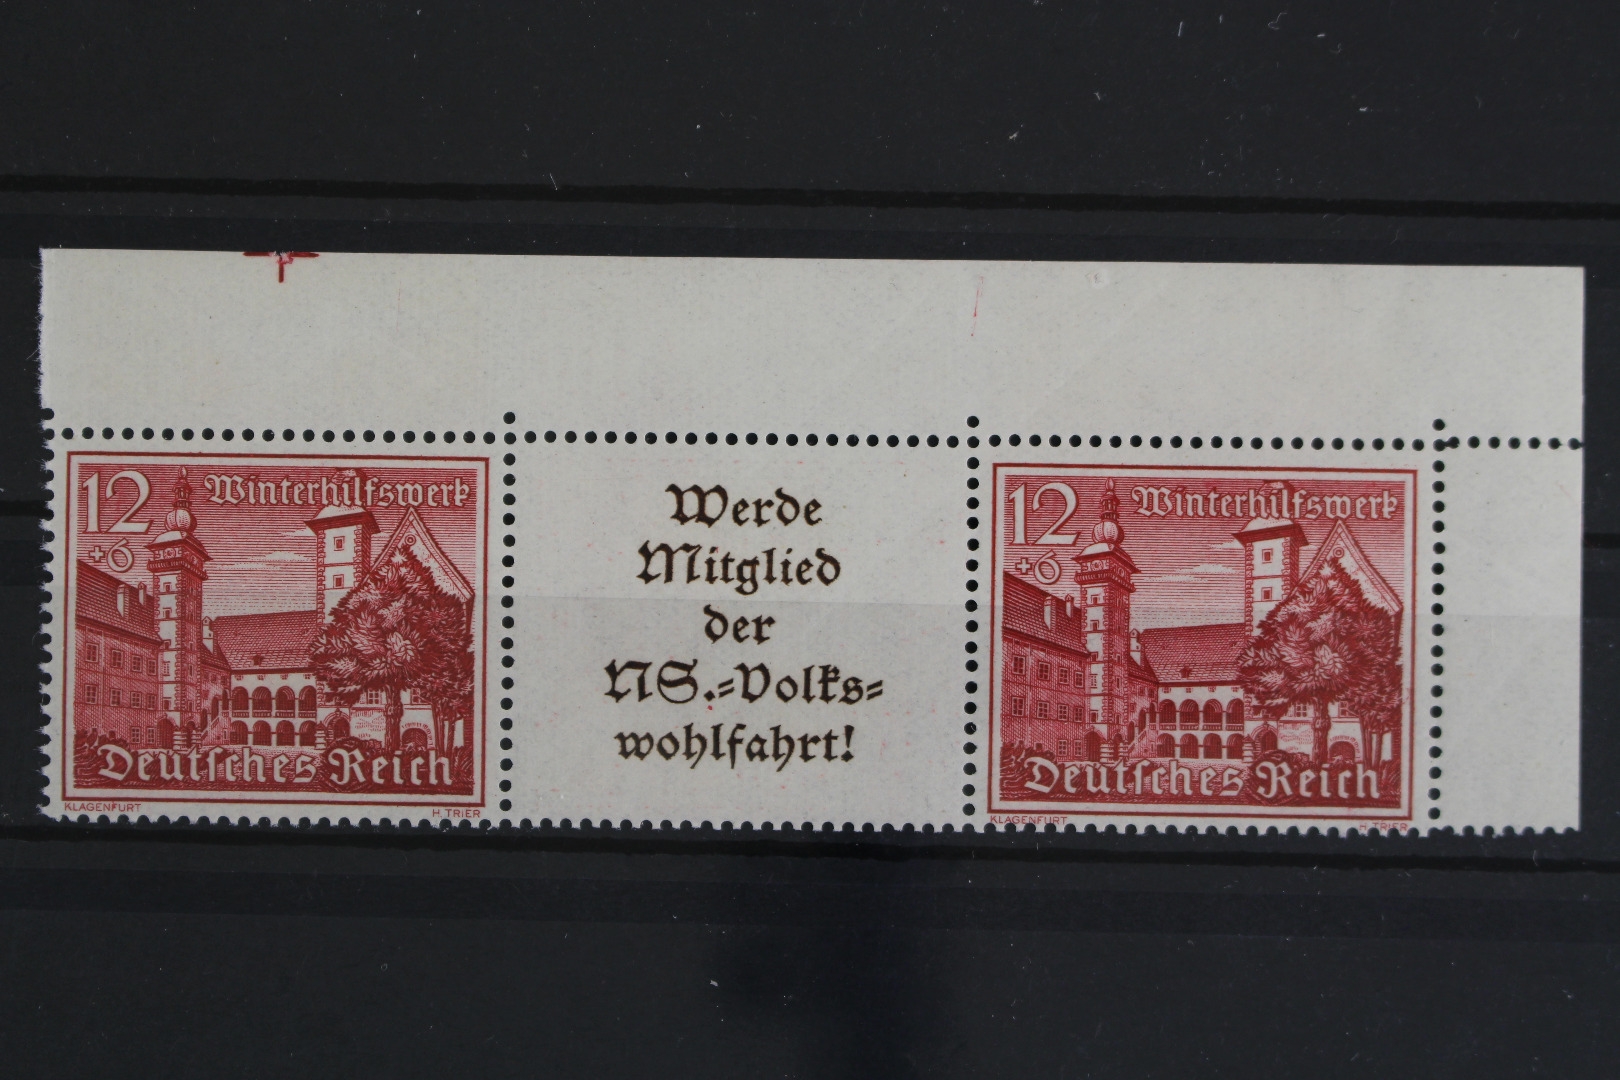 12 Winterhilfswerk
+6
Deutsches Reich
KLAGENFURT H. TRIER
Werde
Mitglied
der
NS.-Volks-
wohlfahrt!
12 Winterhilfswerk
+6
Deutsches Reich
KLAGENFURT H. TRIER